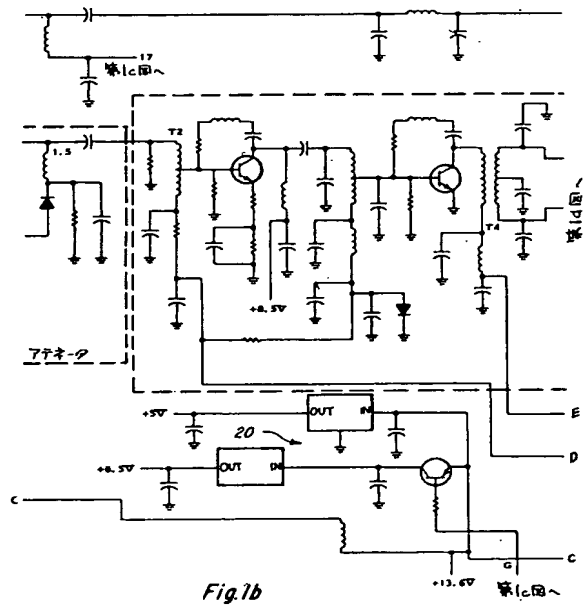 17
第1c図へ
T2
1.5
第1d図へ
T4
+8.5V
アテネータ
E
+5V
OUT
IN
20
D
+8.5V
OUT
IN
C
C
G
+13.6V
第1c図へ
Fig.1b